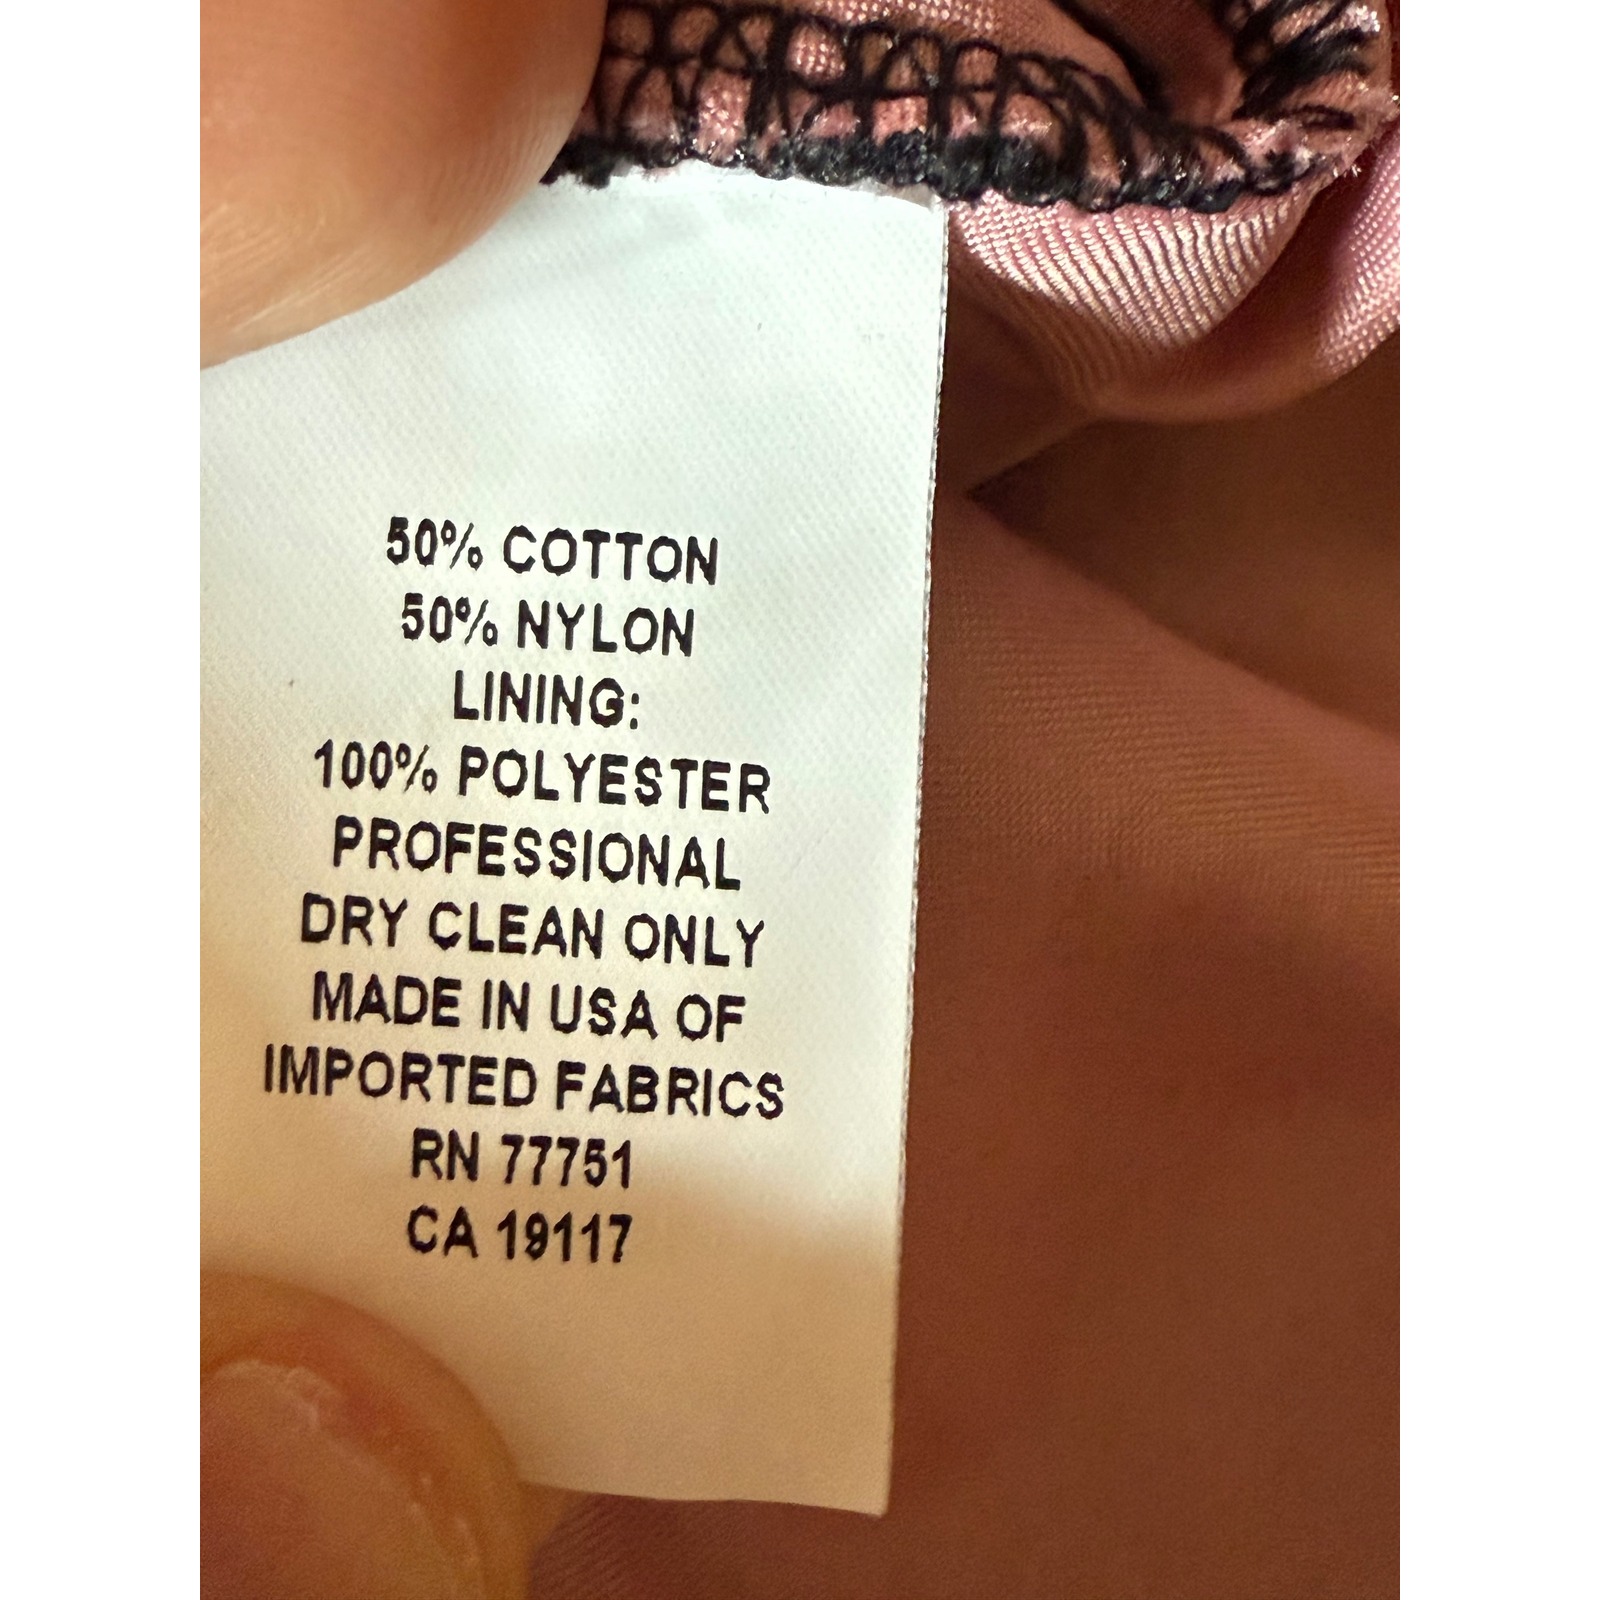 50% COTTON
50% NYLON
LINING:
100% POLYESTER
PROFESSIONAL
DRY CLEAN ONLY
MADE IN USA OF
IMPORTED FABRICS
RN 77751
CA 19117